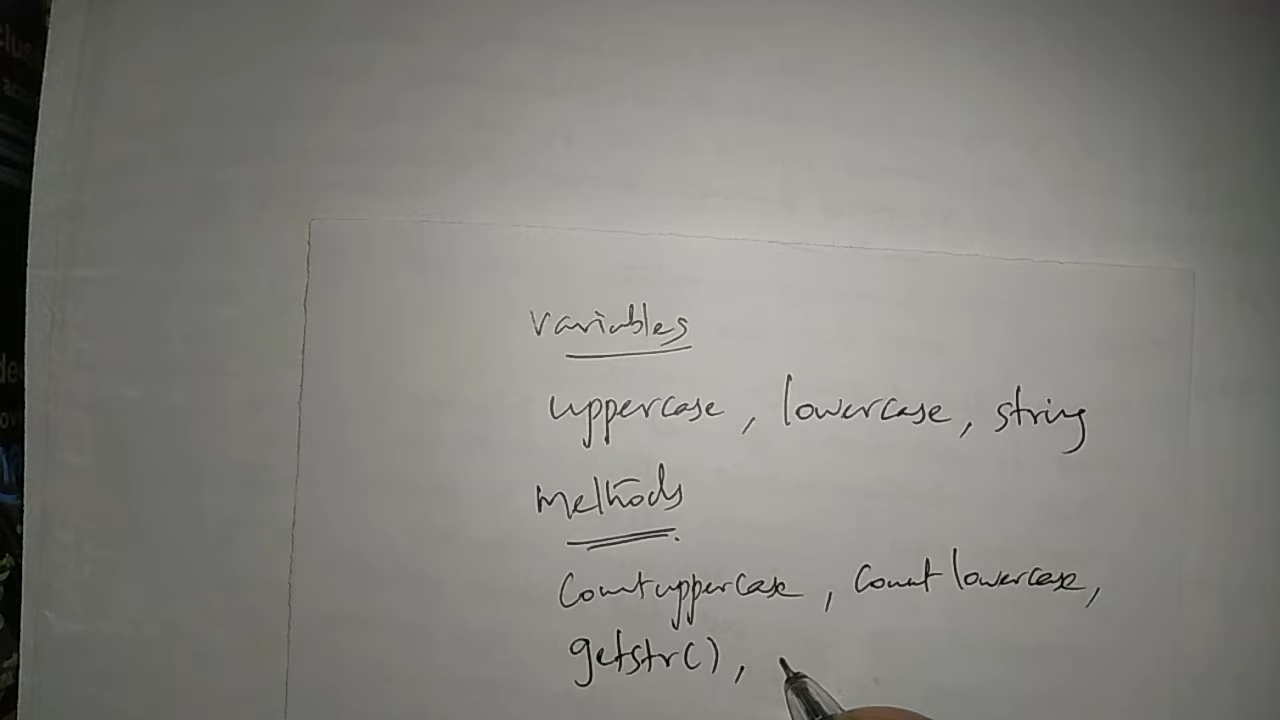 Variables
uppercase, lowercase, string
Methods
Countuppercase, Countlowercase,
getstr(),